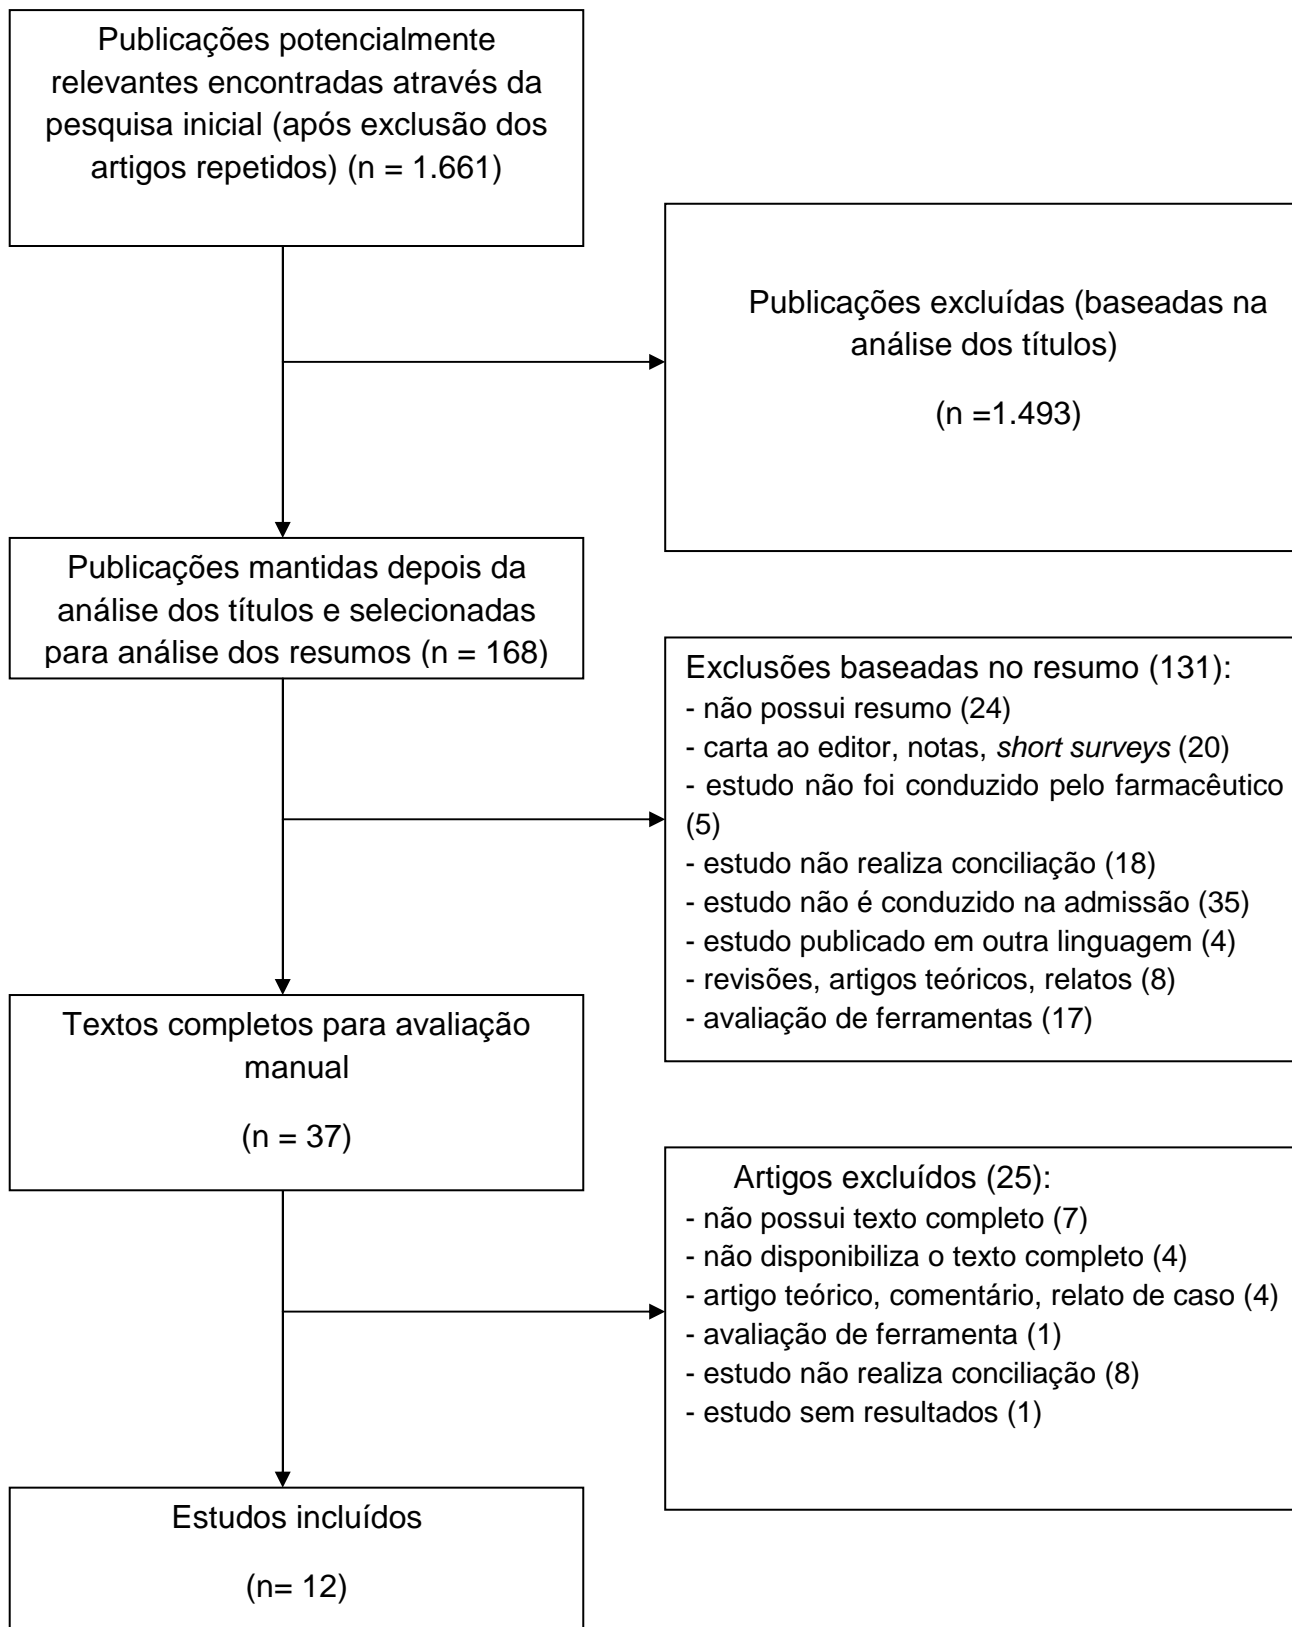 Publicações potencialmente
relevantes encontradas através da
pesquisa inicial (após exclusão dos
artigos repetidos) (n = 1.661)
Publicações excluídas (baseadas na
análise dos títulos)
(n =1.493)
Publicações mantidas depois da
análise dos títulos e selecionadas
para análise dos resumos (n = 168)
Exclusões baseadas no resumo (131):
- não possui resumo (24)
- carta ao editor, notas, short surveys (20)
- estudo não foi conduzido pelo farmacêutico
(5)
- estudo não realiza conciliação (18)
- estudo não é conduzido na admissão (35)
- estudo publicado em outra linguagem (4)
- revisões, artigos teóricos, relatos (8)
- avaliação de ferramentas (17)
Textos completos para avaliação
manual
(n = 37)
Artigos excluídos (25):
- não possui texto completo (7)
- não disponibiliza o texto completo (4)
- artigo teórico, comentário, relato de caso (4)
- avaliação de ferramenta (1)
- estudo não realiza conciliação (8)
- estudo sem resultados (1)
Estudos incluídos
(n= 12)